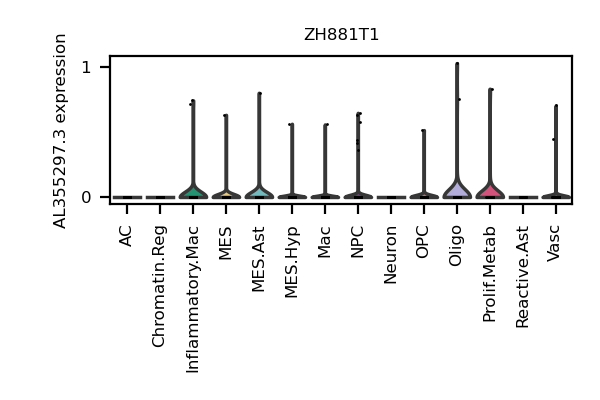 ZH881T1
AL355297.3 expression
1
0
AC
Chromatin.Reg
Inflammatory.Mac
MES
MES.Ast
MES.Hyp
Mac
NPC
Neuron
OPC
Oligo
Prolif.Metab
Reactive.Ast
Vasc